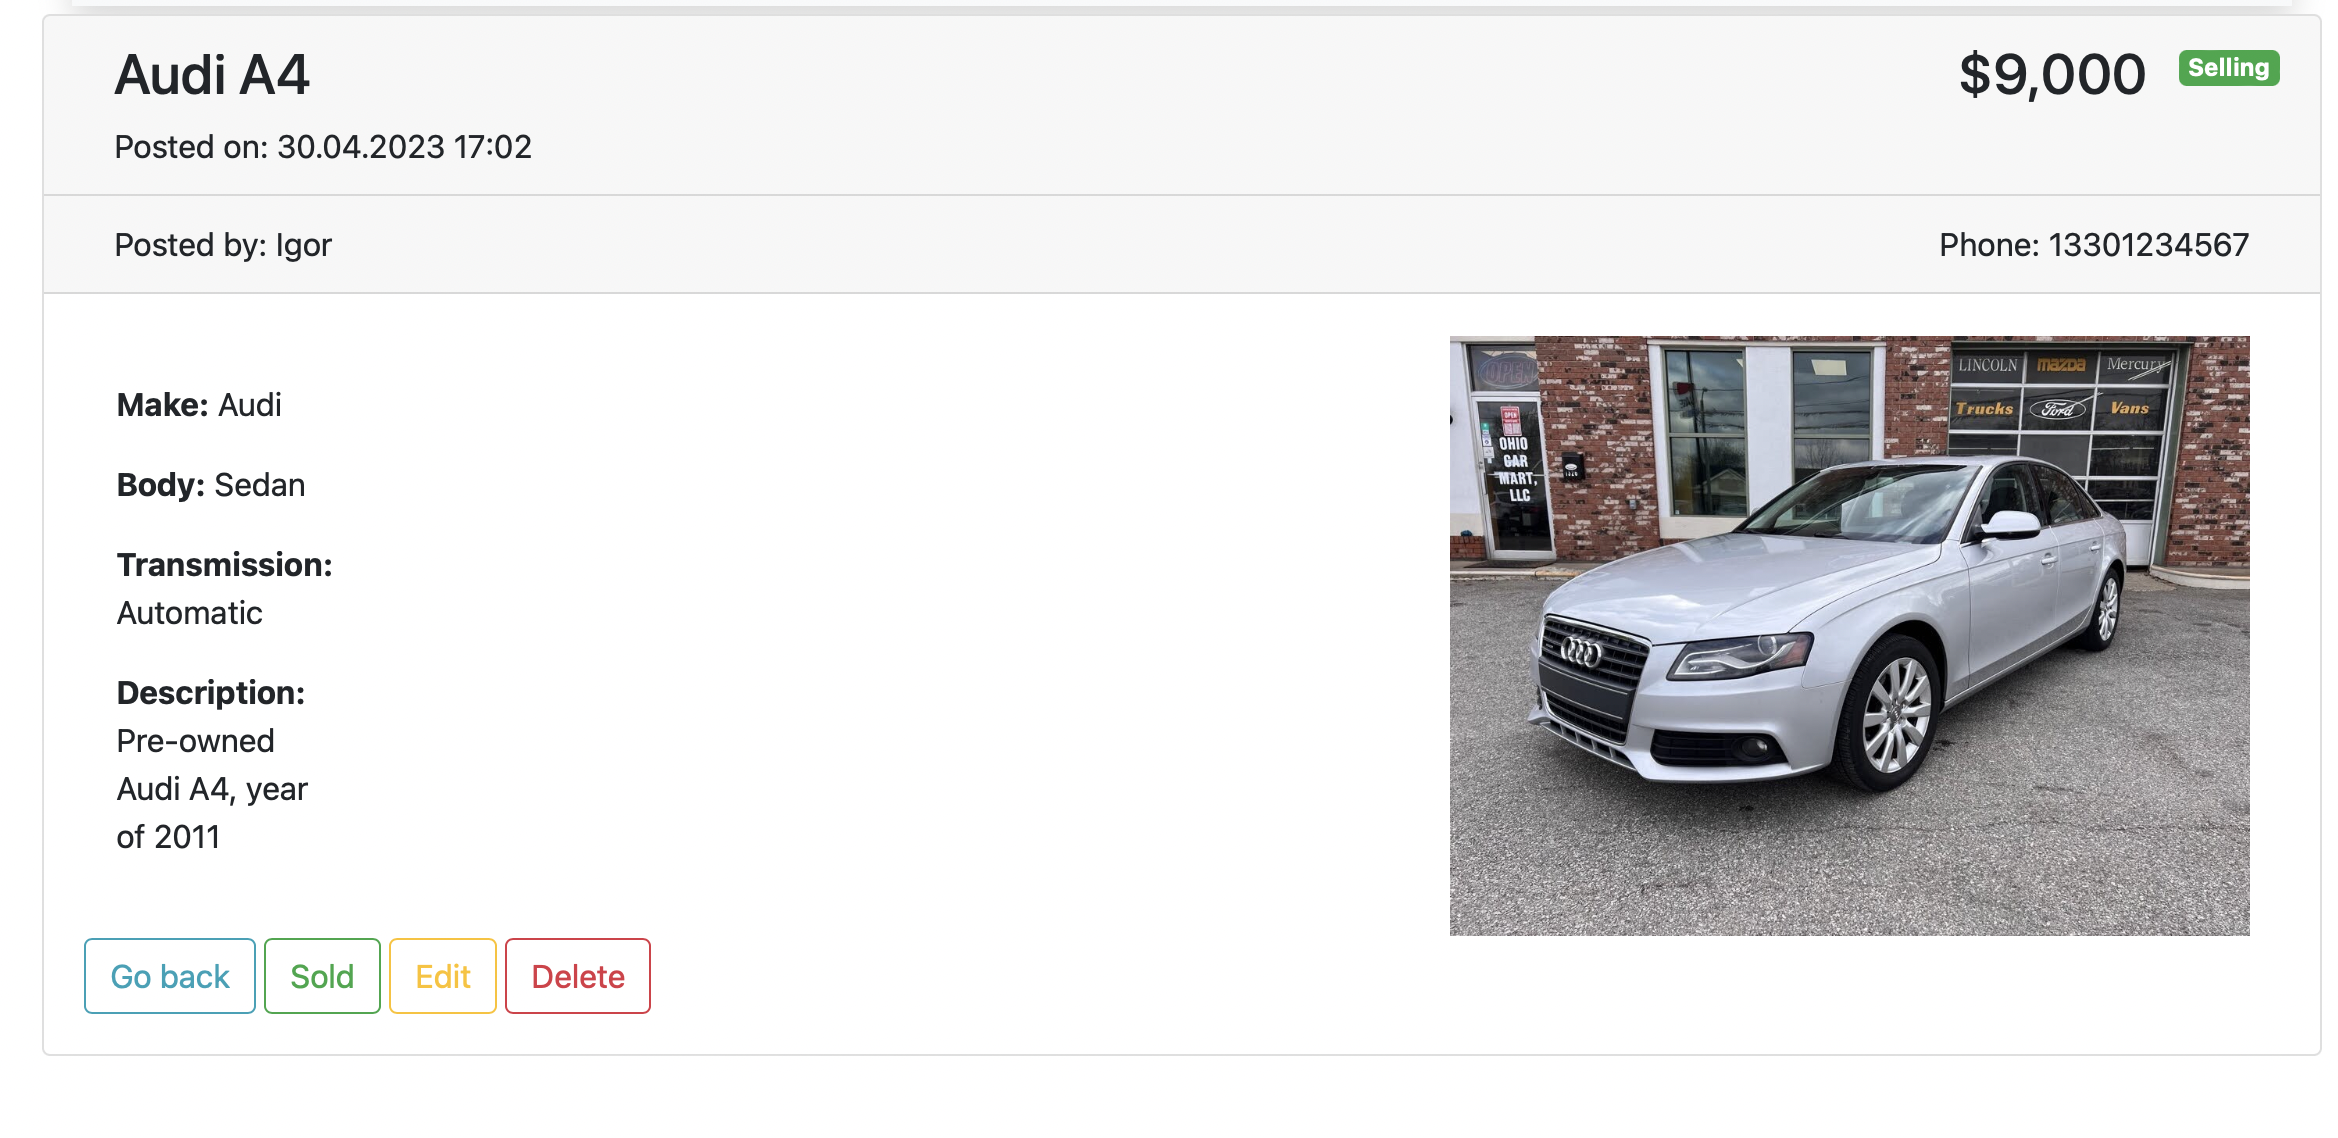 Audi A4
$9,000
Selling
Posted on: 30.04.2023 17:02
Posted by: Igor
Phone: 13301234567
Make: Audi
Body: Sedan
Transmission:
Automatic
Description:
Pre-owned
Audi A4, year
of 2011
OPEN
OPEN
OHIO
CAR
MART,
LLC
LINCOLN mazda Mercury
Trucks Ford Vans
Go back
Sold
Edit
Delete